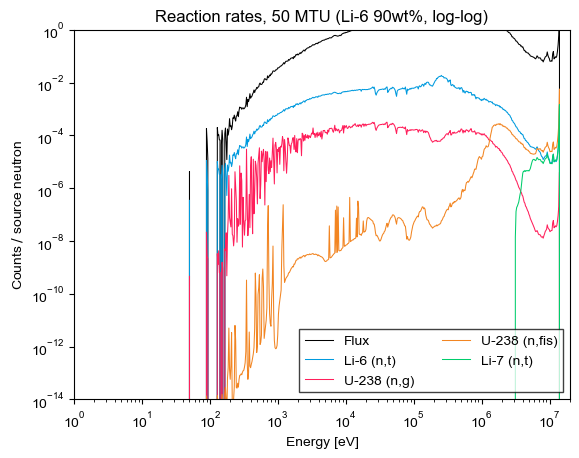 Reaction rates, 50 MTU (Li-6 90wt%, log-log)
10^0
10^-2
10^-4
10^-6
10^-8
10^-10
10^-12
10^-14
Counts / source neutron
Flux
Li-6 (n,t)
U-238 (n,g)
U-238 (n,fis)
Li-7 (n,t)
10^0 10^1 10^2 10^3 10^4 10^5 10^6 10^7
Energy [eV]